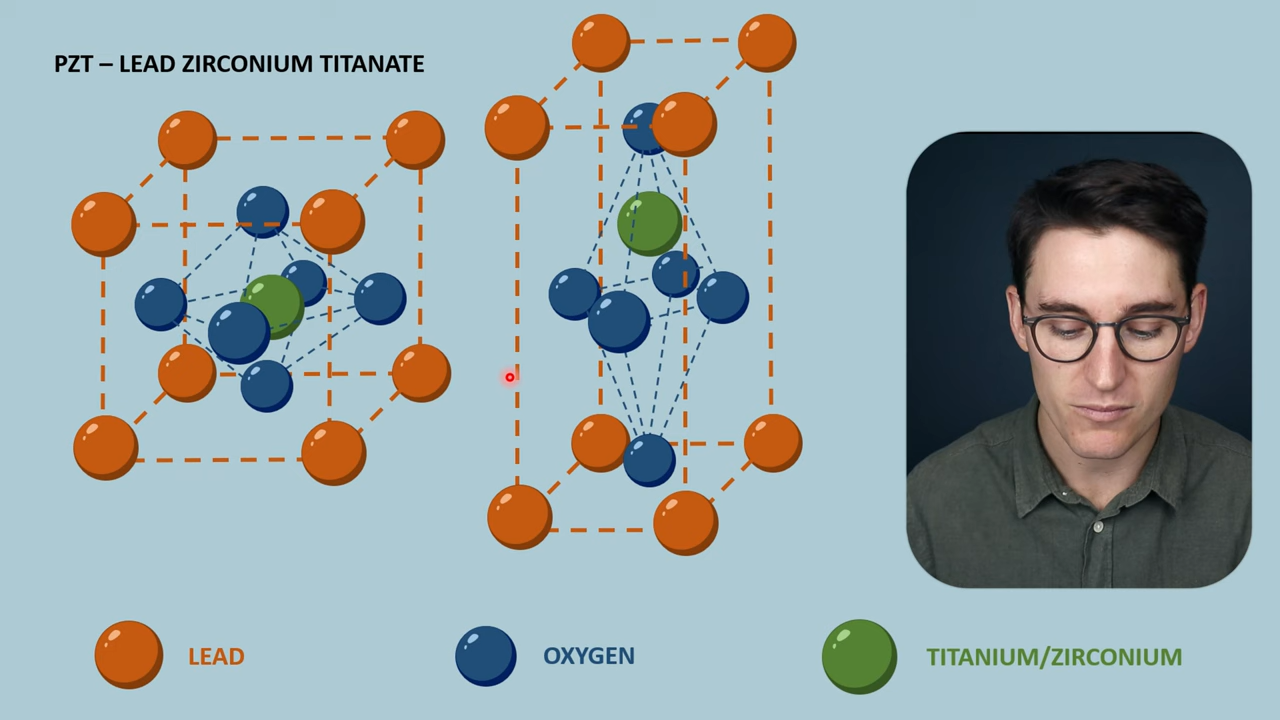 PZT – LEAD ZIRCONIUM TITANATE
LEAD
OXYGEN
TITANIUM/ZIRCONIUM